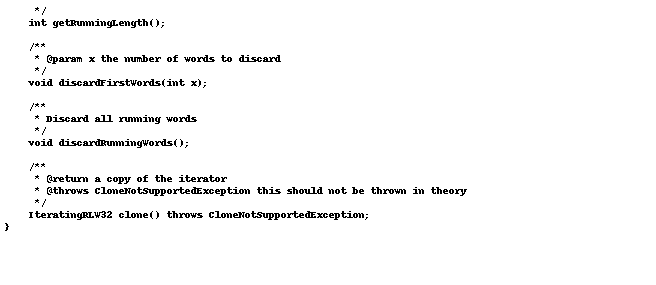 */
    int getRunningLength();

    /**
     * @param x the number of words to discard
     */
    void discardFirstWords(int x);

    /**
     * Discard all running words
     */
    void discardRunningWords();

    /**
     * @return a copy of the iterator
     * @throws CloneNotSupportedException this should not be thrown in theory
     */
    IteratingRLW32 clone() throws CloneNotSupportedException;
}